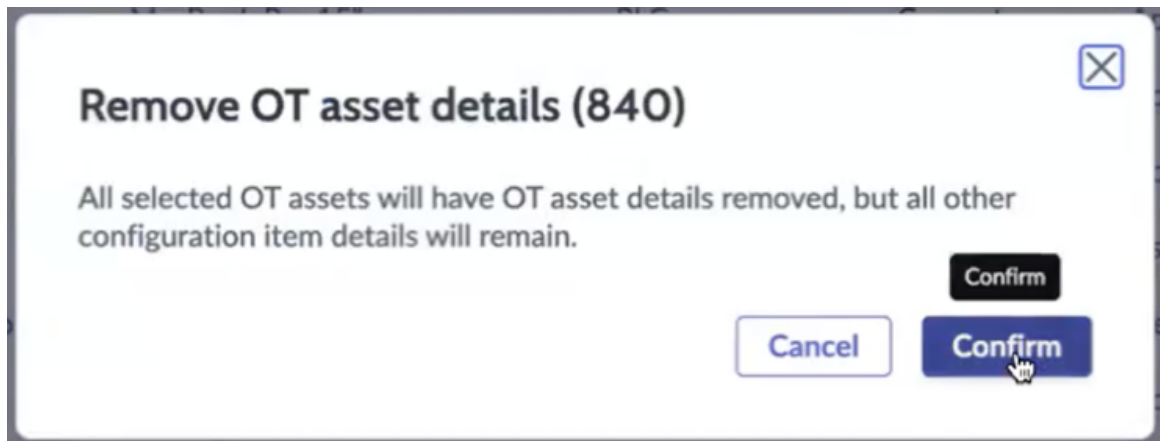 Remove OT asset details (840)
All selected OT assets will have OT asset details removed, but all other
configuration item details will remain.
Confirm
Cancel
Confirm